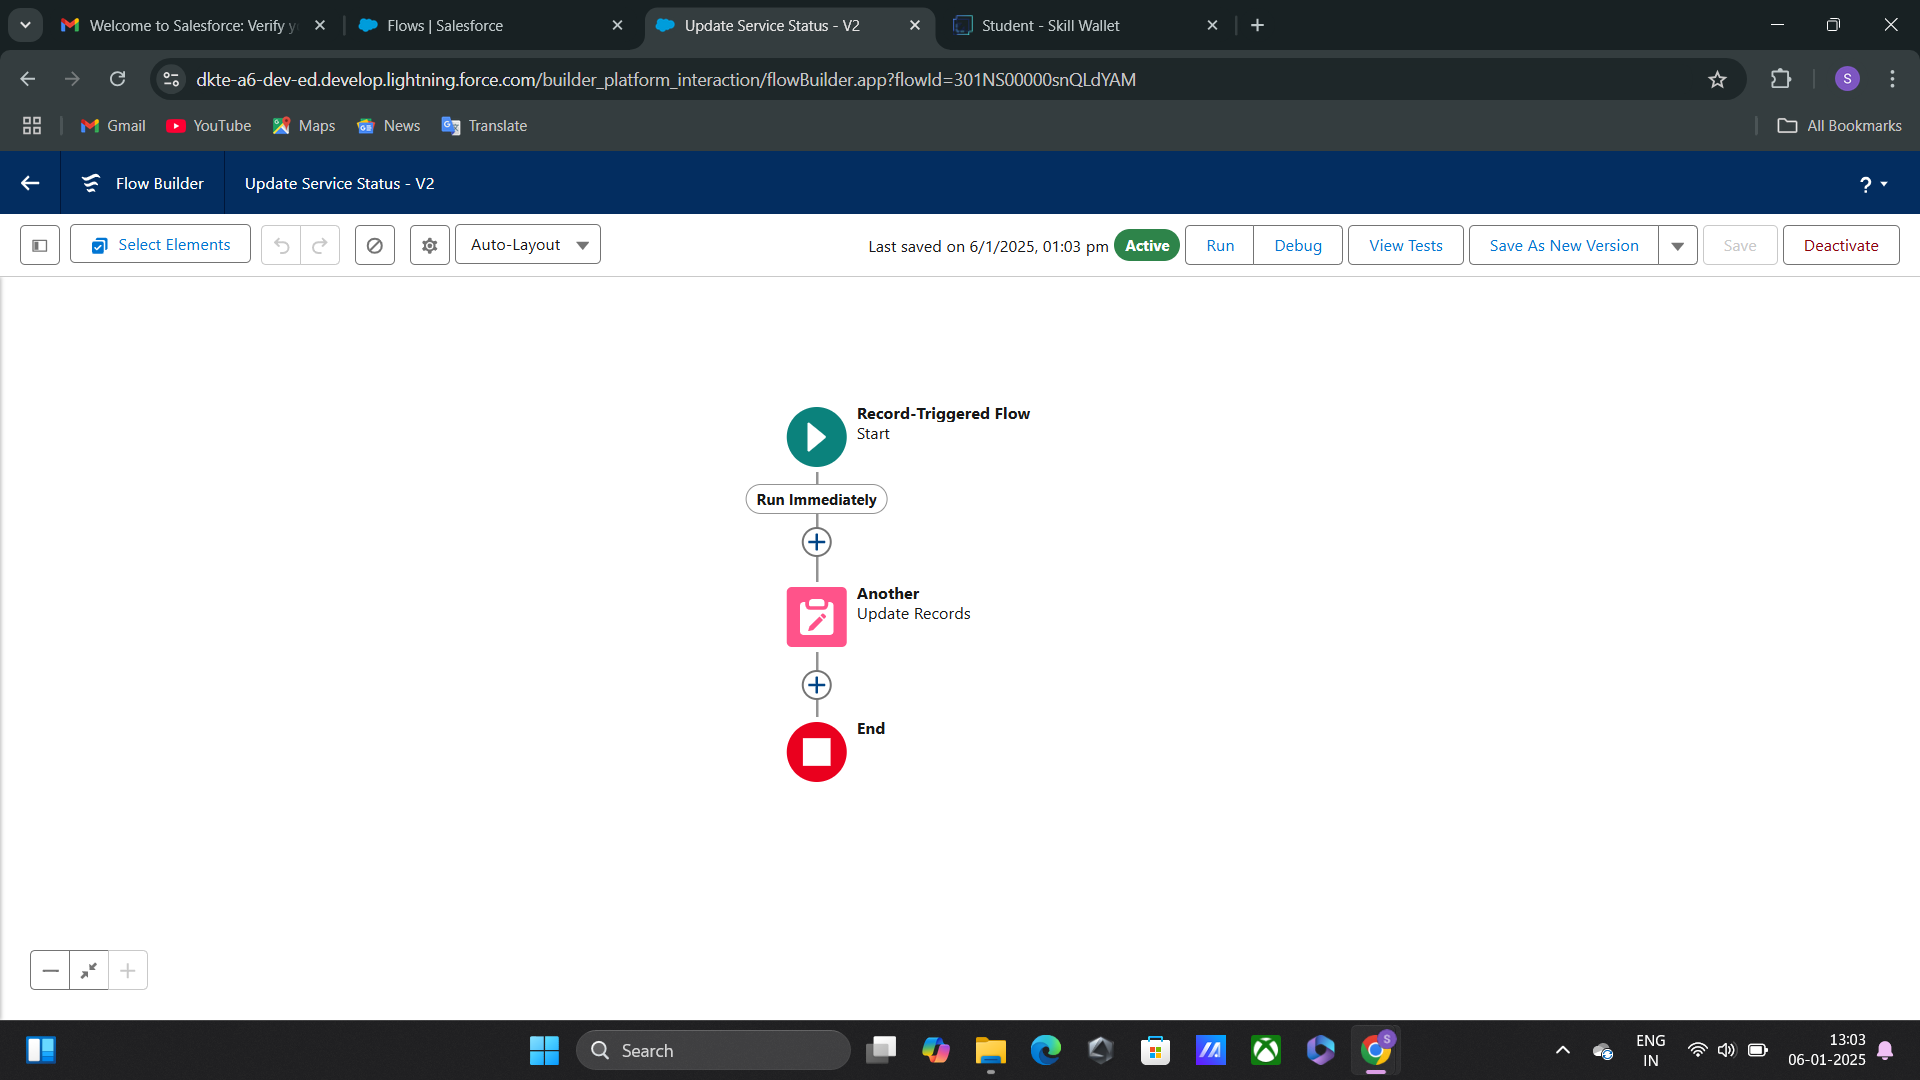 Welcome to Salesforce: Verify y
Flows | Salesforce
Update Service Status - V2
Student - Skill Wallet
dkte-a6-dev-ed.develop.lightning.force.com/builder_platform_interaction/flowBuilder.app?flowId=301NS00000snQLdYAM
S
Gmail
YouTube
Maps
News
Translate
All Bookmarks
Flow Builder
Update Service Status - V2
?
Select Elements
Auto-Layout
Last saved on 6/1/2025, 01:03 pm
Active
Run
Debug
View Tests
Save As New Version
Save
Deactivate
Record-Triggered Flow
Start
Run Immediately
Another
Update Records
End
Search
S
ENG
IN
13:03
06-01-2025